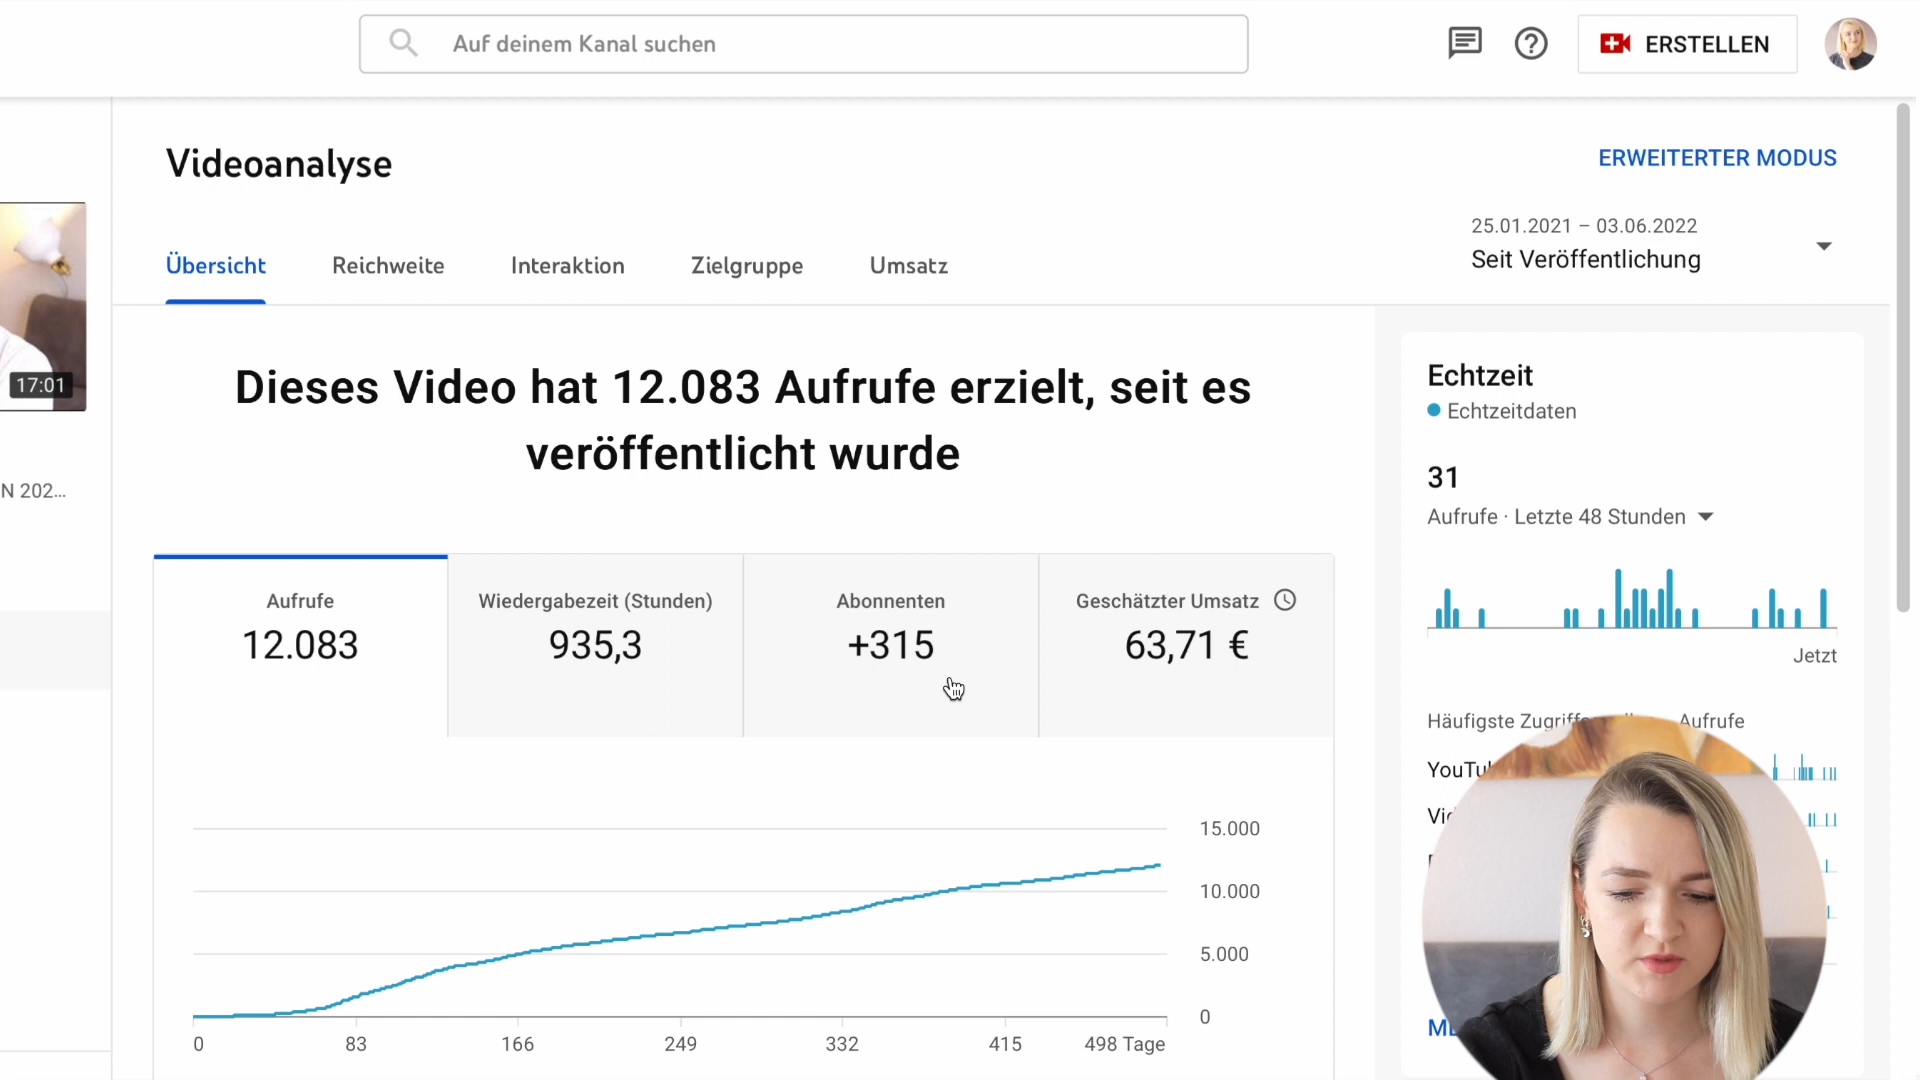 Auf deinem Kanal suchen
ERSTELLEN
Videoanalyse
ERWEITERTER MODUS
25.01.2021 – 03.06.2022
Seit Veröffentlichung
Übersicht
Reichweite
Interaktion
Zielgruppe
Umsatz
17:01
N 202...
Dieses Video hat 12.083 Aufrufe erzielt, seit es
veröffentlicht wurde
Aufrufe
12.083
Wiedergabezeit (Stunden)
935,3
Abonnenten
+315
Geschätzter Umsatz
63,71 €
15.000
10.000
5.000
0
0
83
166
249
332
415
498 Tage
Echtzeit
Echtzeitdaten
31
Aufrufe · Letzte 48 Stunden
Jetzt
Häufigste
Aufrufe